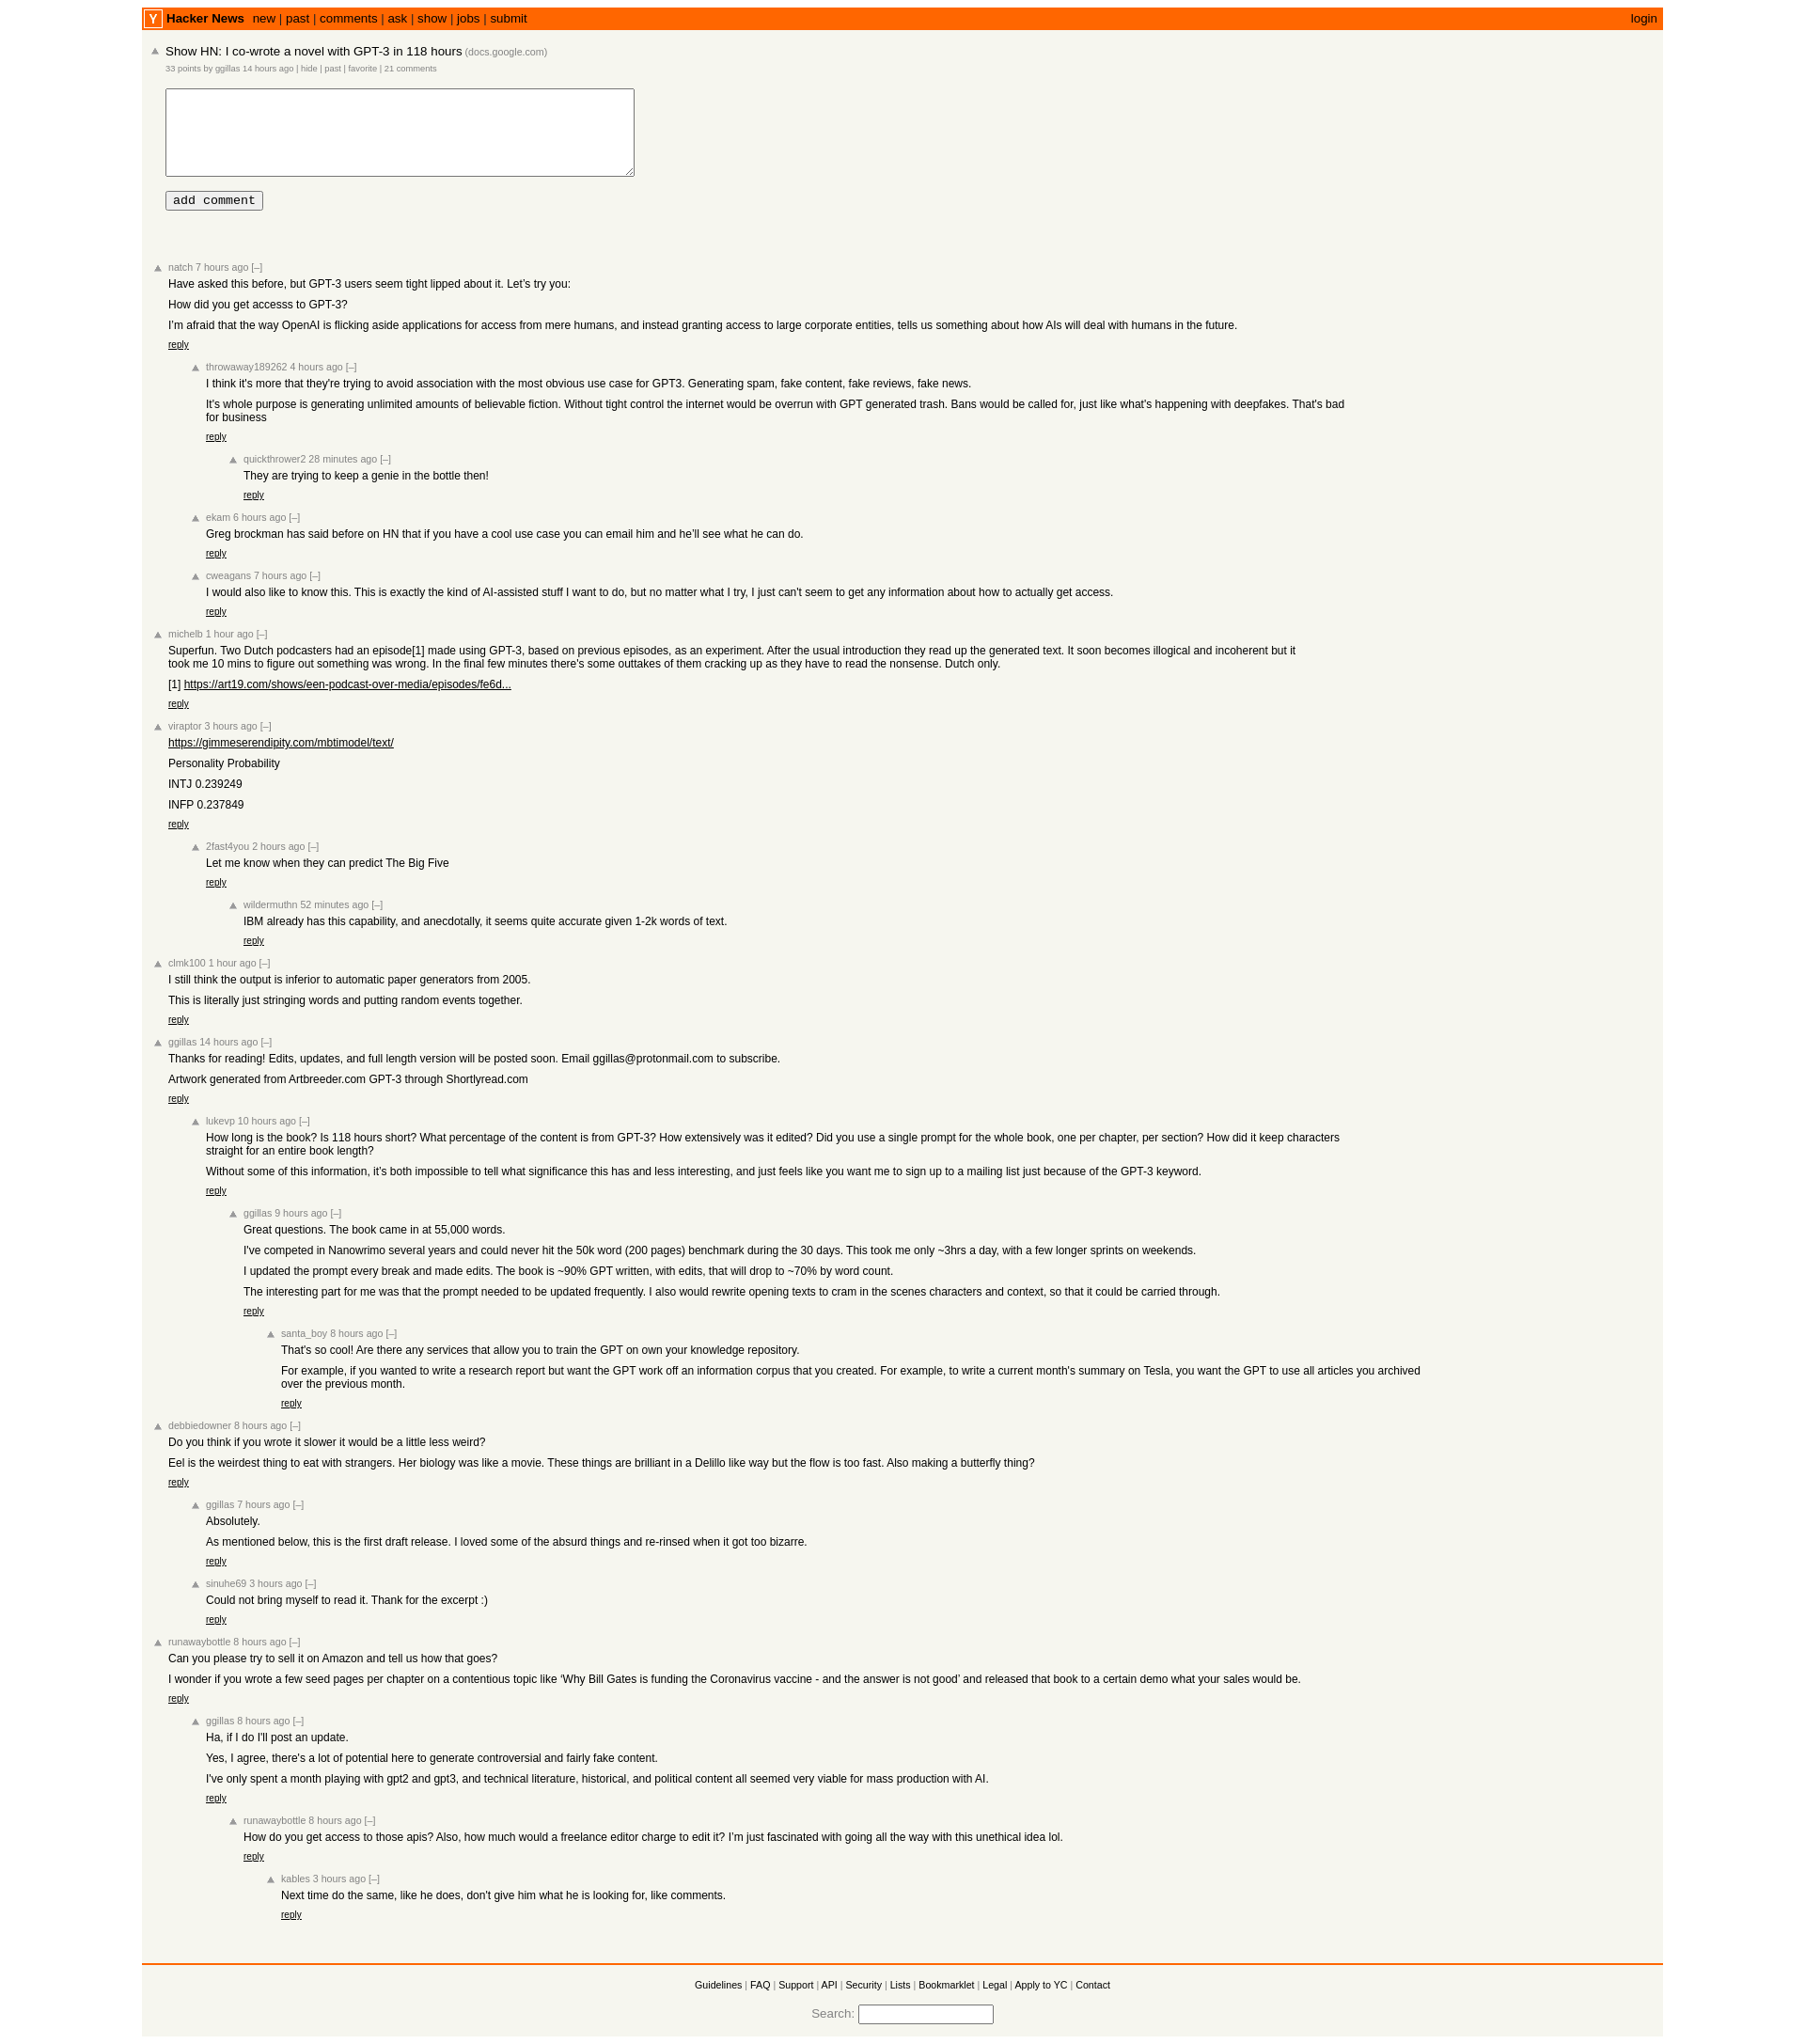 Y Hacker News new | past | comments | ask | show | jobs | submit login
Show HN: I co-wrote a novel with GPT-3 in 118 hours (docs.google.com)
33 points by ggillas 14 hours ago | hide | past | favorite | 21 comments
add comment
natch 7 hours ago [–]
Have asked this before, but GPT-3 users seem tight lipped about it. Let’s try you:
How did you get accesss to GPT-3?
I’m afraid that the way OpenAI is flicking aside applications for access from mere humans, and instead granting access to large corporate entities, tells us something about how AIs will deal with humans in the future.
reply
throwaway189262 4 hours ago [–]
I think it's more that they're trying to avoid association with the most obvious use case for GPT3. Generating spam, fake content, fake reviews, fake news.
It's whole purpose is generating unlimited amounts of believable fiction. Without tight control the internet would be overrun with GPT generated trash. Bans would be called for, just like what's happening with deepfakes. That's bad
for business
reply
quickthrower2 28 minutes ago [–]
They are trying to keep a genie in the bottle then!
reply
ekam 6 hours ago [–]
Greg brockman has said before on HN that if you have a cool use case you can email him and he’ll see what he can do.
reply
cweagans 7 hours ago [–]
I would also like to know this. This is exactly the kind of AI-assisted stuff I want to do, but no matter what I try, I just can't seem to get any information about how to actually get access.
reply
michelb 1 hour ago [–]
Superfun. Two Dutch podcasters had an episode[1] made using GPT-3, based on previous episodes, as an experiment. After the usual introduction they read up the generated text. It soon becomes illogical and incoherent but it
took me 10 mins to figure out something was wrong. In the final few minutes there's some outtakes of them cracking up as they have to read the nonsense. Dutch only.
[1] https://art19.com/shows/een-podcast-over-media/episodes/fe6d...
reply
viraptor 3 hours ago [–]
https://gimmeserendipity.com/mbtimodel/text/
Personality Probability
INTJ 0.239249
INFP 0.237849
reply
2fast4you 2 hours ago [–]
Let me know when they can predict The Big Five
reply
wildermuthn 52 minutes ago [–]
IBM already has this capability, and anecdotally, it seems quite accurate given 1-2k words of text.
reply
clmk100 1 hour ago [–]
I still think the output is inferior to automatic paper generators from 2005.
This is literally just stringing words and putting random events together.
reply
ggillas 14 hours ago [–]
Thanks for reading! Edits, updates, and full length version will be posted soon. Email ggillas@protonmail.com to subscribe.
Artwork generated from Artbreeder.com GPT-3 through Shortlyread.com
reply
lukevp 10 hours ago [–]
How long is the book? Is 118 hours short? What percentage of the content is from GPT-3? How extensively was it edited? Did you use a single prompt for the whole book, one per chapter, per section? How did it keep characters
straight for an entire book length?
Without some of this information, it’s both impossible to tell what significance this has and less interesting, and just feels like you want me to sign up to a mailing list just because of the GPT-3 keyword.
reply
ggillas 9 hours ago [–]
Great questions. The book came in at 55,000 words.
I've competed in Nanowrimo several years and could never hit the 50k word (200 pages) benchmark during the 30 days. This took me only ~3hrs a day, with a few longer sprints on weekends.
I updated the prompt every break and made edits. The book is ~90% GPT written, with edits, that will drop to ~70% by word count.
The interesting part for me was that the prompt needed to be updated frequently. I also would rewrite opening texts to cram in the scenes characters and context, so that it could be carried through.
reply
santa_boy 8 hours ago [–]
That's so cool! Are there any services that allow you to train the GPT on own your knowledge repository.
For example, if you wanted to write a research report but want the GPT work off an information corpus that you created. For example, to write a current month's summary on Tesla, you want the GPT to use all articles you archived
over the previous month.
reply
debbiedowner 8 hours ago [–]
Do you think if you wrote it slower it would be a little less weird?
Eel is the weirdest thing to eat with strangers. Her biology was like a movie. These things are brilliant in a Delillo like way but the flow is too fast. Also making a butterfly thing?
reply
ggillas 7 hours ago [–]
Absolutely.
As mentioned below, this is the first draft release. I loved some of the absurd things and re-rinsed when it got too bizarre.
reply
sinuhe69 3 hours ago [–]
Could not bring myself to read it. Thank for the excerpt :)
reply
runawaybottle 8 hours ago [–]
Can you please try to sell it on Amazon and tell us how that goes?
I wonder if you wrote a few seed pages per chapter on a contentious topic like ‘Why Bill Gates is funding the Coronavirus vaccine - and the answer is not good’ and released that book to a certain demo what your sales would be.
reply
ggillas 8 hours ago [–]
Ha, if I do I'll post an update.
Yes, I agree, there's a lot of potential here to generate controversial and fairly fake content.
I've only spent a month playing with gpt2 and gpt3, and technical literature, historical, and political content all seemed very viable for mass production with AI.
reply
runawaybottle 8 hours ago [–]
How do you get access to those apis? Also, how much would a freelance editor charge to edit it? I’m just fascinated with going all the way with this unethical idea lol.
reply
kables 3 hours ago [–]
Next time do the same, like he does, don't give him what he is looking for, like comments.
reply
Guidelines | FAQ | Support | API | Security | Lists | Bookmarklet | Legal | Apply to YC | Contact
Search: